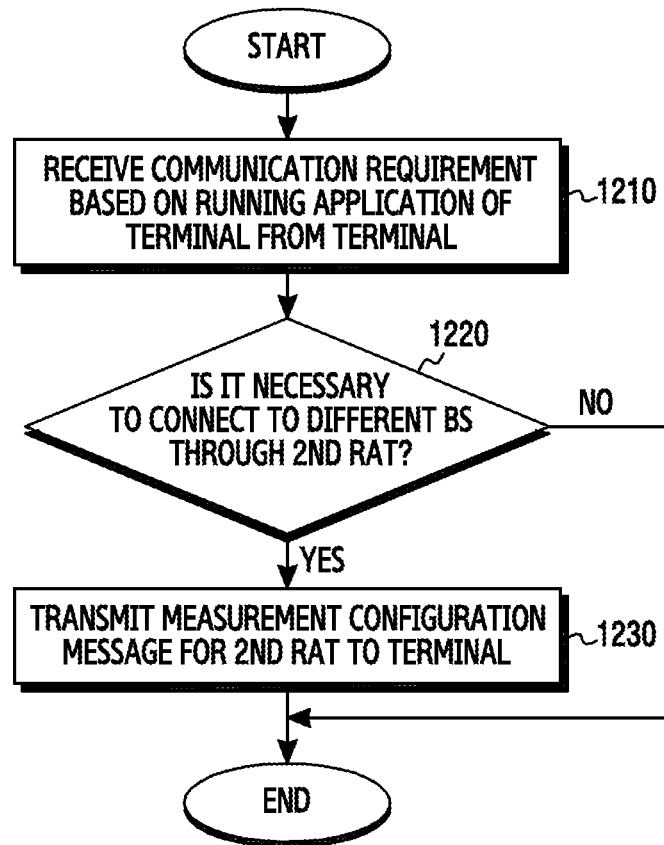 START
RECEIVE COMMUNICATION REQUIREMENT
BASED ON RUNNING APPLICATION OF
TERMINAL FROM TERMINAL
1210
1220
IS IT NECESSARY
TO CONNECT TO DIFFERENT BS
THROUGH 2ND RAT?
NO
YES
TRANSMIT MEASUREMENT CONFIGURATION
MESSAGE FOR 2ND RAT TO TERMINAL
1230
END